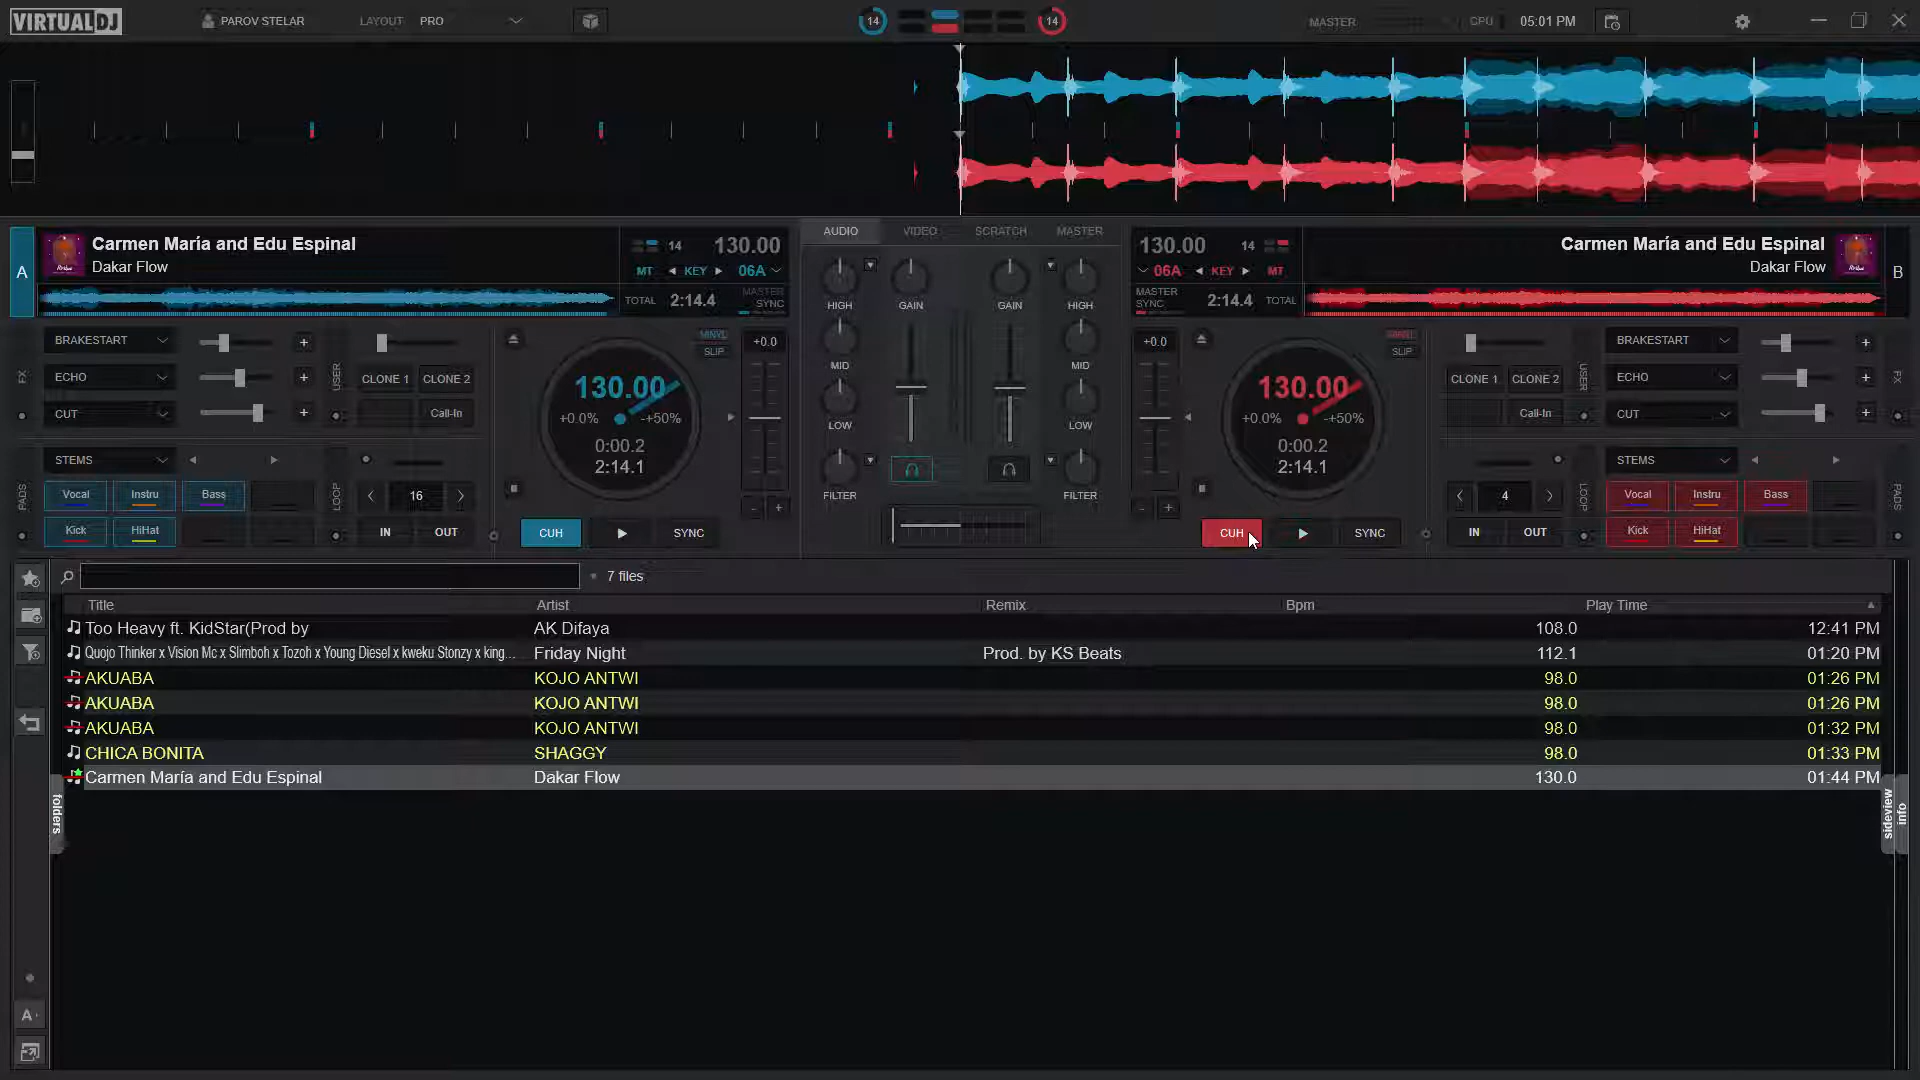 VIRTUALDJ PAROV STELAR LAYOUT PRO 14 14 MASTER CPU 05:01 PM
A Carmen María and Edu Espinal 14 130.00 AUDIO VIDEO SCRATCH MASTER 130.00 14 Carmen María and Edu Espinal B
Dakar Flow MT KEY 06A 06A KEY MT Dakar Flow
TOTAL 2:14.4 MASTER SYNC HIGH GAIN GAIN HIGH MASTER SYNC 2:14.4 TOTAL
BRAKESTART VINYL +0.0 +0.0 BRAKESTART
SLIP SLIP
FX ECHO USER CLONE 1 CLONE 2 130.00 MID MID 130.00 CLONE 1 CLONE 2 USER ECHO FX
CUT Call-In +0.0% -+50% LOW LOW +0.0% -+50% Call-In CUT
0:00.2 0:00.2
STEMS 2:14.1 2:14.1 STEMS
PADS Vocal Instru Bass LOOP 16 FILTER FILTER 4 LOOP Vocal Instru Bass PADS
Kick HiHat IN OUT CUH SYNC CUH SYNC IN OUT Kick HiHat
7 files
Title Artist Remix Bpm Play Time
Too Heavy ft. KidStar(Prod by AK Difaya 108.0 12:41 PM
Quojo Thinker x Vision Mc x Slimboh x Tozoh x Young Diesel x kweku Stonzy x king... Friday Night Prod. by KS Beats 112.1 01:20 PM
AKUABA KOJO ANTWI 98.0 01:26 PM
AKUABA KOJO ANTWI 98.0 01:26 PM
AKUABA KOJO ANTWI 98.0 01:32 PM
CHICA BONITA SHAGGY 98.0 01:33 PM
Carmen María and Edu Espinal Dakar Flow 130.0 01:44 PM
folders sideview info
A